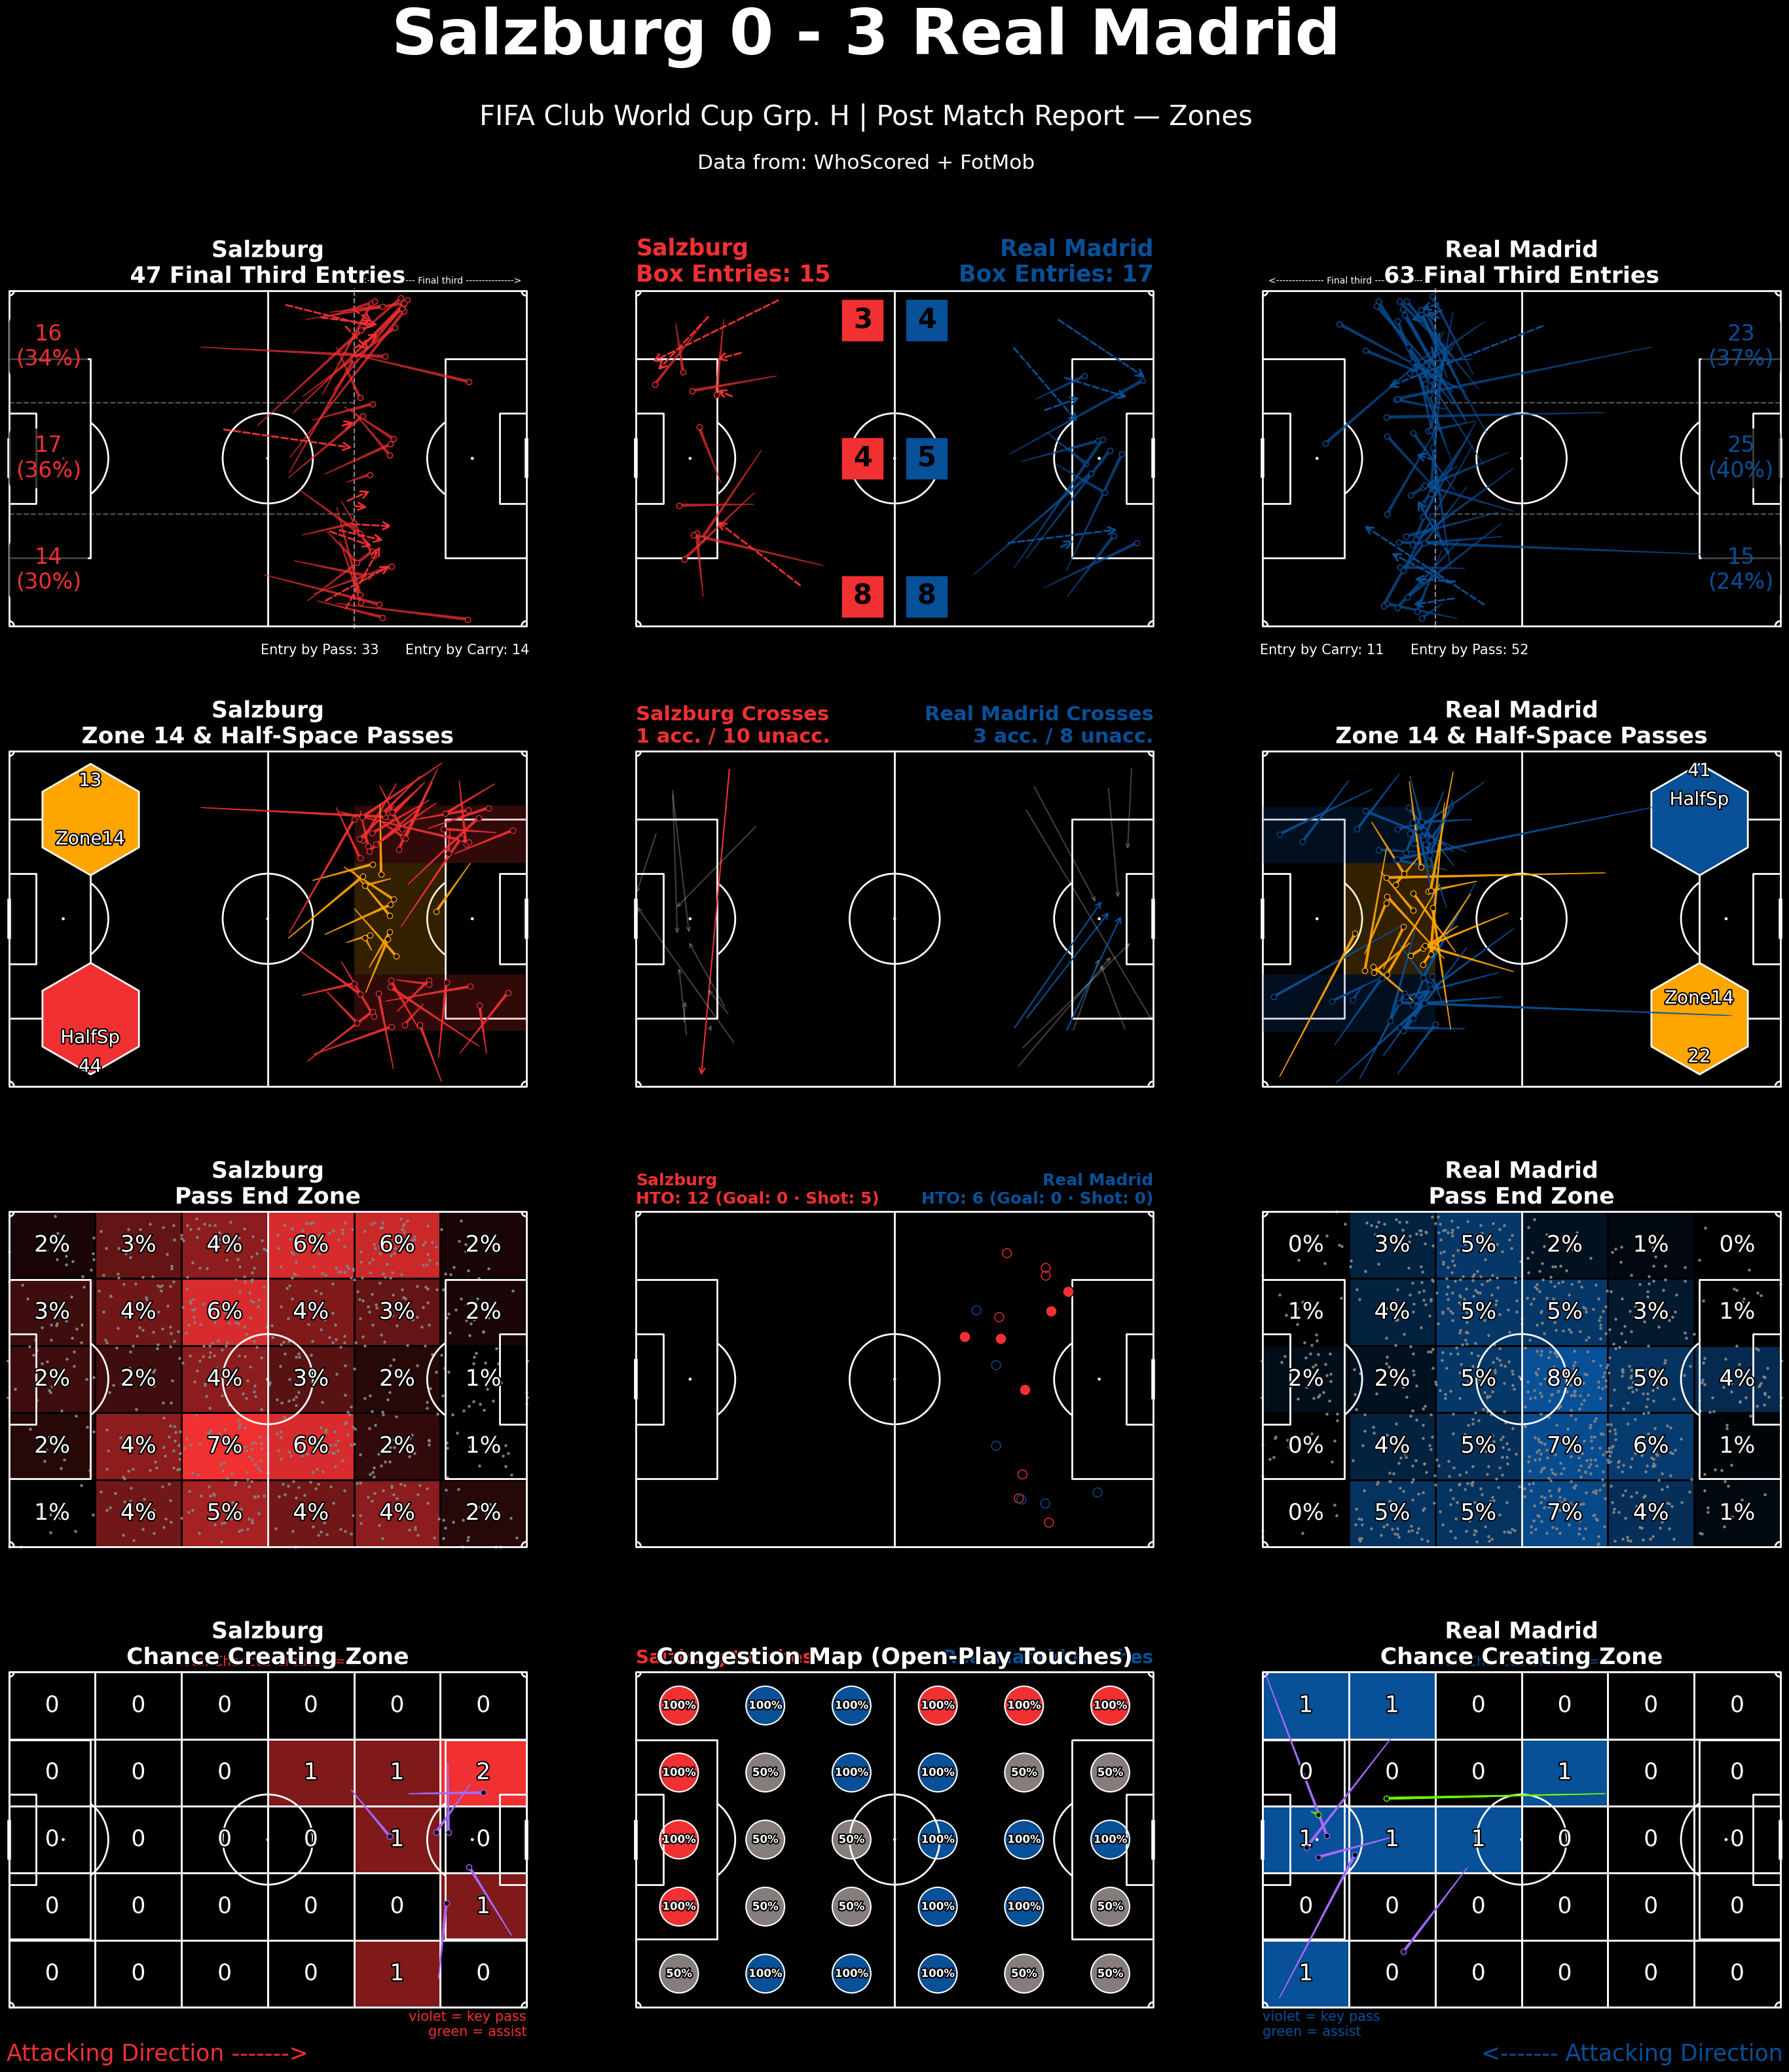 Salzburg 0 - 3 Real Madrid
FIFA Club World Cup Grp. H | Post Match Report — Zones
Data from: WhoScored + FotMob
Salzburg
47 Final Third Entries
--- Final third -------------->
16
(34%)
17
(36%)
14
(30%)
Entry by Pass: 33 Entry by Carry: 14
Salzburg
Box Entries: 15
Real Madrid
Box Entries: 17
3 4
4 5
8 8
Real Madrid
63 Final Third Entries
<-------------- Final third ---
23
(37%)
25
(40%)
15
(24%)
Entry by Carry: 11 Entry by Pass: 52
Salzburg
Zone 14 & Half-Space Passes
13
Zone14
HalfSp
44
Salzburg Crosses
1 acc. / 10 unacc.
Real Madrid Crosses
3 acc. / 8 unacc.
Real Madrid
Zone 14 & Half-Space Passes
41
HalfSp
Zone14
22
Salzburg
Pass End Zone
2% 3% 4% 6% 6% 2%
3% 4% 6% 4% 3% 2%
2% 2% 4% 3% 2% 1%
2% 4% 7% 6% 2% 1%
1% 4% 5% 4% 4% 2%
Salzburg
HTO: 12 (Goal: 0 · Shot: 5)
Real Madrid
HTO: 6 (Goal: 0 · Shot: 0)
Real Madrid
Pass End Zone
0% 3% 5% 2% 1% 0%
1% 4% 5% 5% 3% 1%
2% 2% 5% 8% 5% 4%
0% 4% 5% 7% 6% 1%
0% 5% 5% 7% 4% 1%
Salzburg
Chance Creating Zone
0 0 0 0 0 0
0 0 0 1 1 2
0 0 0 0 1 0
0 0 0 0 0 1
0 0 0 0 1 0
violet = key pass
green = assist
Congestion Map (Open-Play Touches)
100% 100% 100% 100% 100% 100%
100% 50% 100% 100% 50% 50%
100% 50% 50% 100% 100% 100%
100% 50% 50% 100% 100% 50%
50% 100% 100% 100% 50% 50%
Real Madrid
Chance Creating Zone
1 1 0 0 0 0
0 0 0 1 0 0
1 1 1 0 0 0
0 0 0 0 0 0
1 0 0 0 0 0
violet = key pass
green = assist
Attacking Direction ------->
<------- Attacking Direction